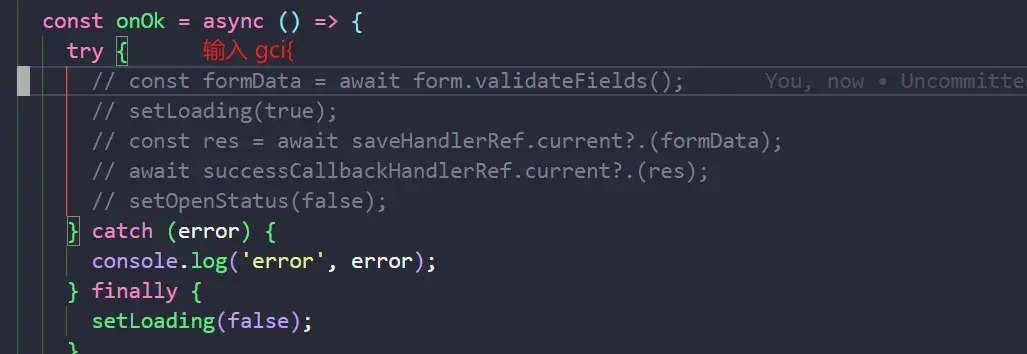 const onOk = async () => {
try { 输入 gci{
// const formData = await form.validateFields(); You, now • Uncommitte
// setLoading(true);
// const res = await saveHandlerRef.current?.(formData);
// await successCallbackHandlerRef.current?.(res);
// setOpenStatus(false);
} catch (error) {
console.log('error', error);
} finally {
setLoading(false);
}